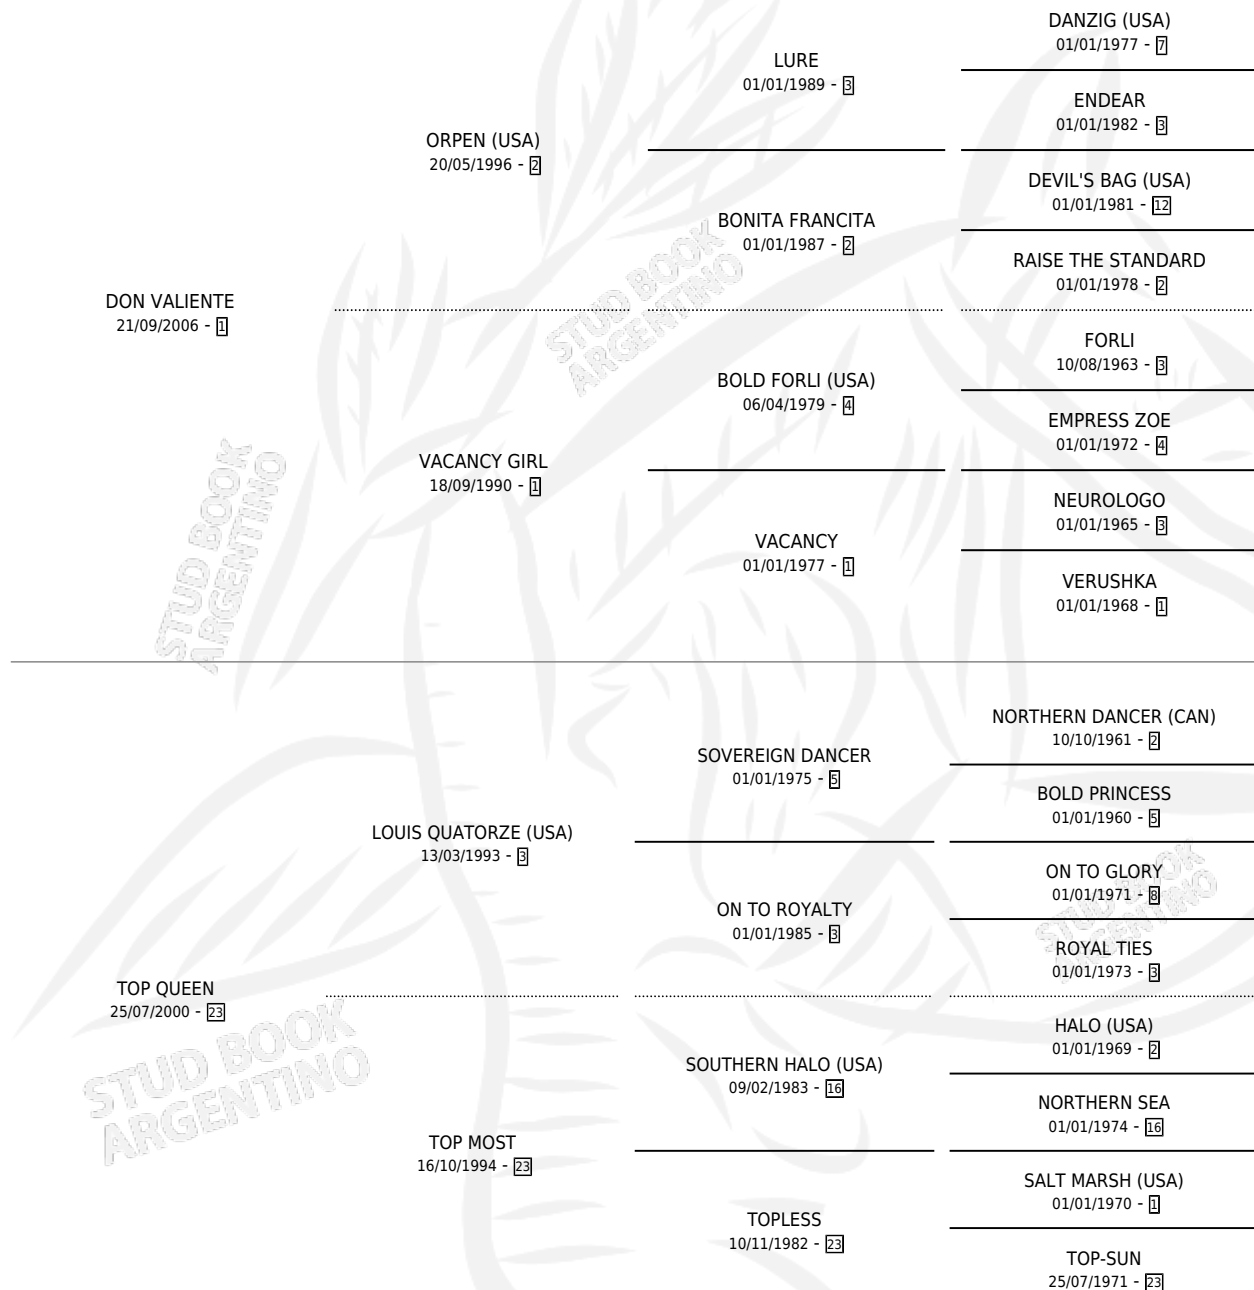 DANZIG (USA)
01/01/1977 - 7
LURE
01/01/1989 - 3
ENDEAR
01/01/1982 - 3
ORPEN (USA)
20/05/1996 - 2
DEVIL'S BAG (USA)
01/01/1981 - 12
BONITA FRANCITA
01/01/1987 - 2
RAISE THE STANDARD
01/01/1978 - 2
DON VALIENTE
21/09/2006 - 1
FORLI
10/08/1963 - 3
BOLD FORLI (USA)
06/04/1979 - 4
EMPRESS ZOE
01/01/1972 - 4
VACANCY GIRL
18/09/1990 - 1
NEUROLOGO
01/01/1965 - 3
VACANCY
01/01/1977 - 1
VERUSHKA
01/01/1968 - 1
STUD BOOK
ARGENTINO
STUD BOOK
ARGENTINO
NORTHERN DANCER (CAN)
10/10/1961 - 2
SOVEREIGN DANCER
01/01/1975 - 5
BOLD PRINCESS
01/01/1960 - 5
LOUIS QUATORZE (USA)
13/03/1993 - 3
ON TO GLORY
01/01/1971 - 8
ON TO ROYALTY
01/01/1985 - 3
ROYAL TIES
01/01/1973 - 3
TOP QUEEN
25/07/2000 - 23
HALO (USA)
01/01/1969 - 2
SOUTHERN HALO (USA)
09/02/1983 - 16
NORTHERN SEA
01/01/1974 - 16
TOP MOST
16/10/1994 - 23
SALT MARSH (USA)
01/01/1970 - 1
TOPLESS
10/11/1982 - 23
TOP-SUN
25/07/1971 - 23
STUD BOOK
ARGENTINO
STUD BOOK
ARGENTINO